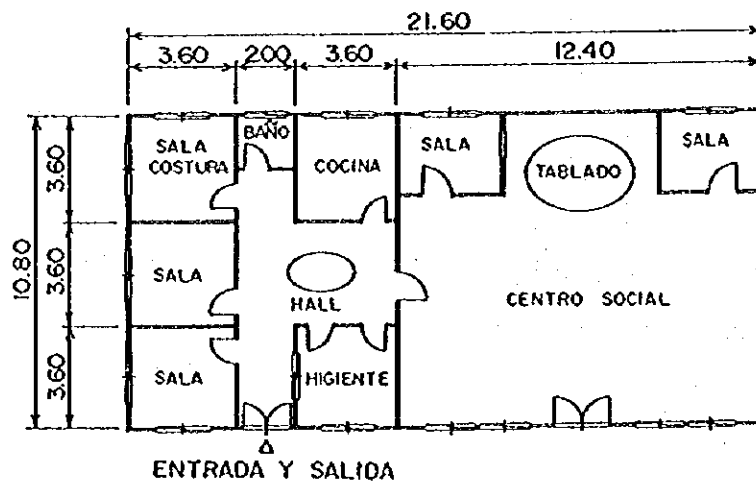 21.60
3.60 200 3.60 12.40
BAÑO
SALA
COSTURA
COCINA
SALA
TABLADO
SALA
3.60
10.80
3.60
3.60
SALA
HALL
CENTRO SOCIAL
SALA
HIGIENTE
ENTRADA Y SALIDA